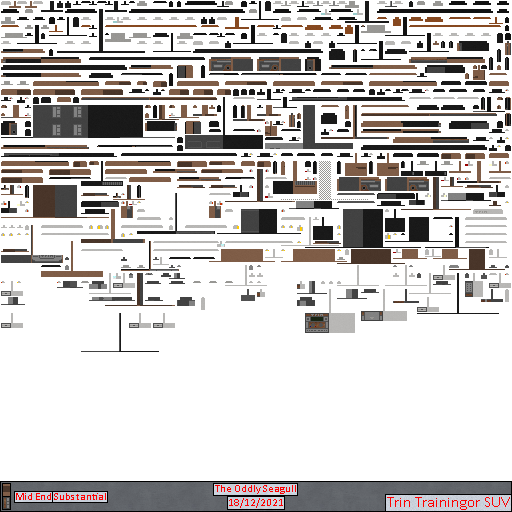 The Oddly Seagull
Mid End Substantial
18/12/2021
Trin Trainingor SUV